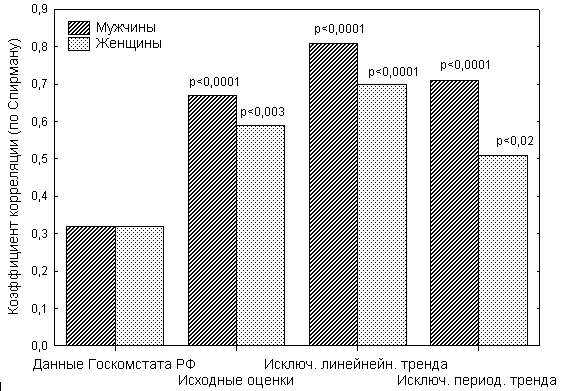 Коэффициент корреляции (по Спирману)
0,9
0,8
0,7
0,6
0,5
0,4
0,3
0,2
0,1
0,0
Мужчины
Женщины
p<0,0001
p<0,003
p<0,0001
p<0,0001
p<0,0001
p<0,02
Данные Госкомстата РФ
Исходные оценки
Исключ. линейнейн. тренда
Исключ. период. тренда